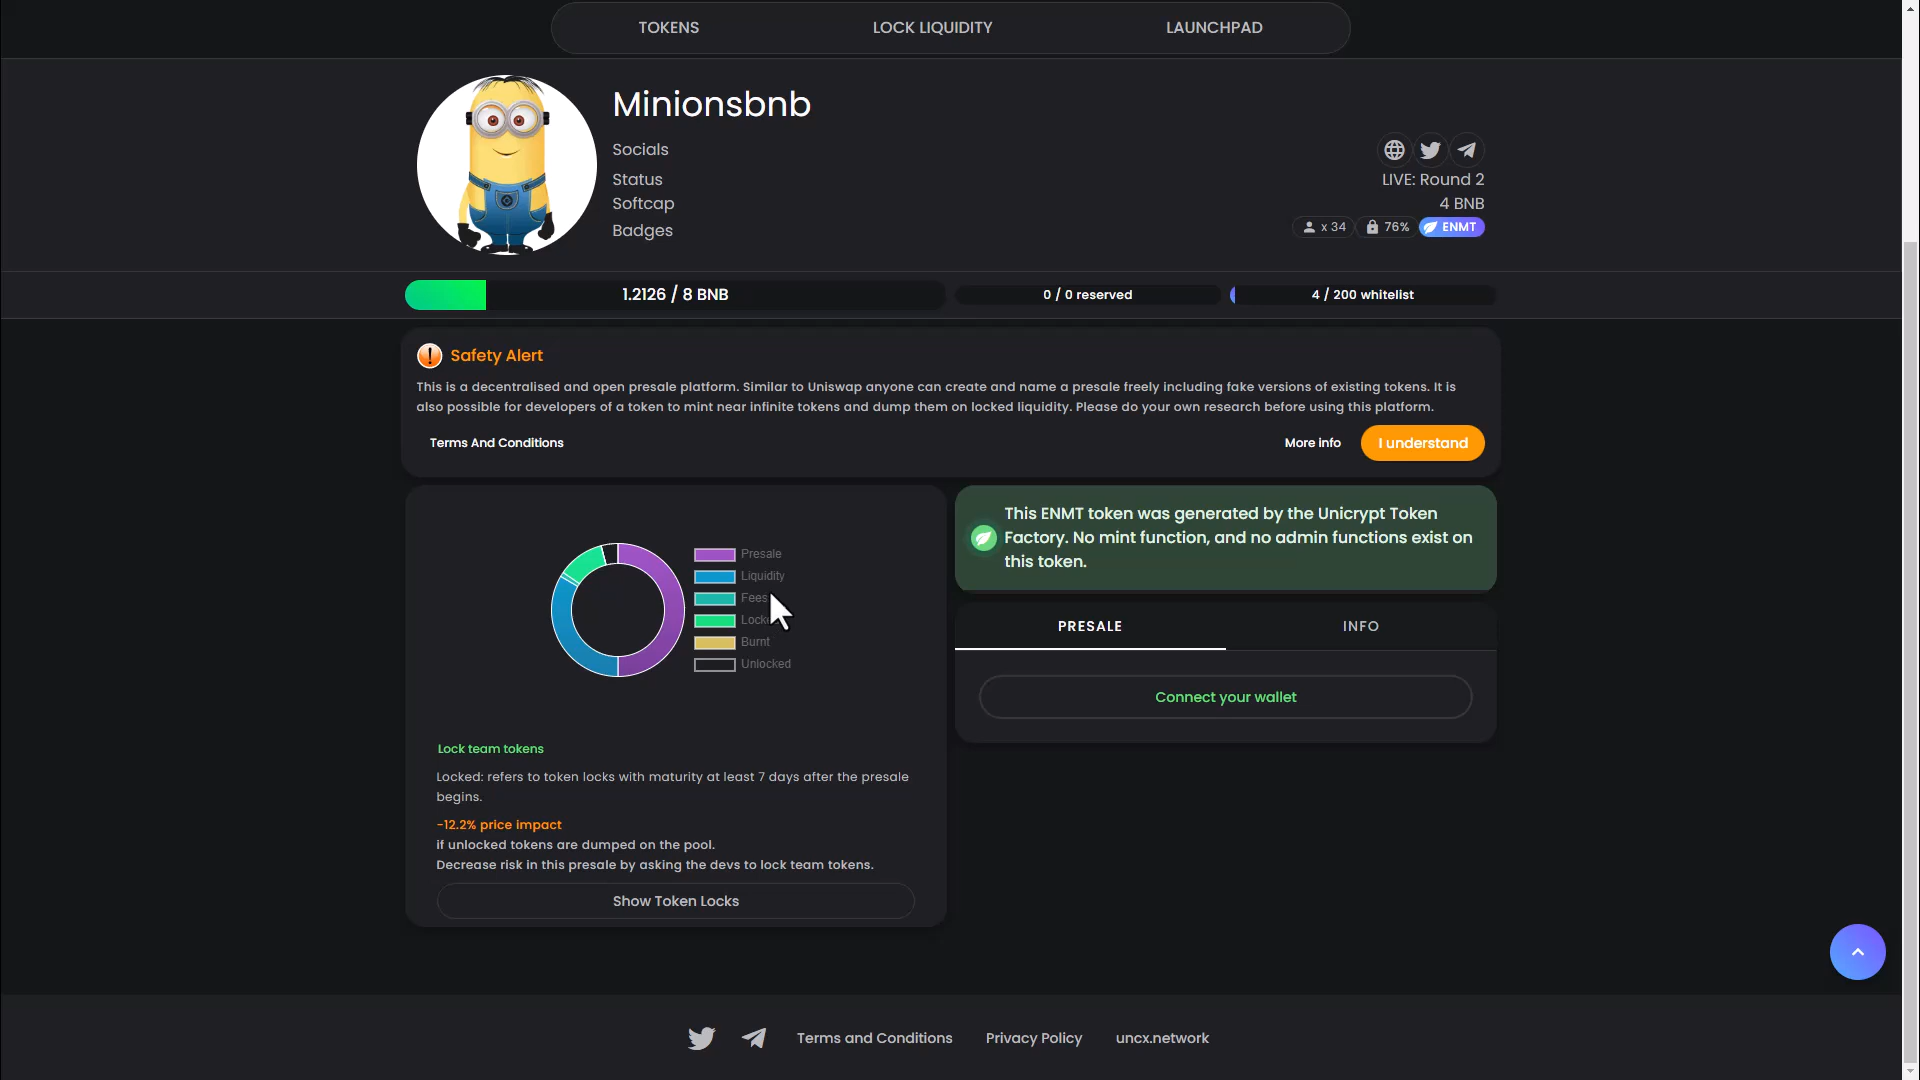 TOKENS
LOCK LIQUIDITY
LAUNCHPAD
Minionsbnb
Socials
Status
LIVE: Round 2
Softcap
4 BNB
Badges
x 34
76%
ENMT
1.2126 / 8 BNB
0 / 0 reserved
4 / 200 whitelist
Safety Alert
This is a decentralised and open presale platform. Similar to Uniswap anyone can create and name a presale freely including fake versions of existing tokens. It is
also possible for developers of a token to mint near infinite tokens and dump them on locked liquidity. Please do your own research before using this platform.
Terms And Conditions
More info
I understand
Presale
Liquidity
Fees
Burnt
Unlocked
Lock team tokens
Locked: refers to token locks with maturity at least 7 days after the presale
begins.
-12.2% price impact
if unlocked tokens are dumped on the pool.
Decrease risk in this presale by asking the devs to lock team tokens.
Show Token Locks
This ENMT token was generated by the Unicrypt Token
Factory. No mint function, and no admin functions exist on
this token.
PRESALE
INFO
Connect your wallet
Terms and Conditions
Privacy Policy
uncx.network